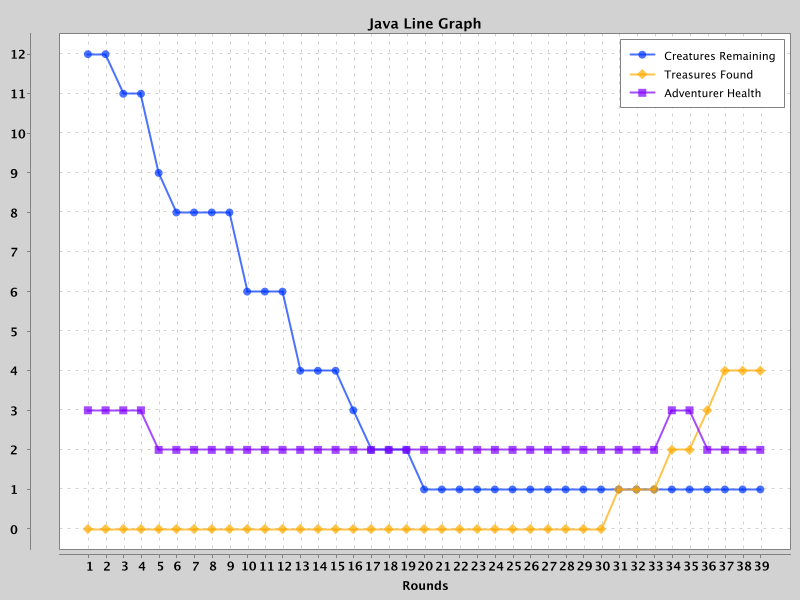 Java Line Graph
Creatures Remaining
Treasures Found
Adventurer Health
12
11
10
9
8
7
6
5
4
3
2
1
0
1 2 3 4 5 6 7 8 9 10 11 12 13 14 15 16 17 18 19 20 21 22 23 24 25 26 27 28 29 30 31 32 33 34 35 36 37 38 39
Rounds